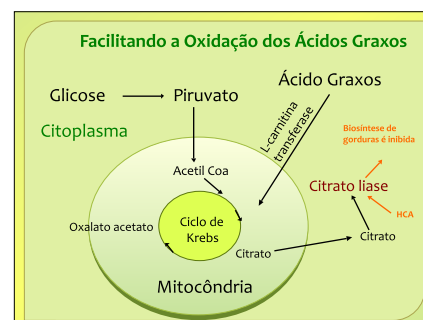 Facilitando a Oxidação dos Ácidos Graxos
Ácido Graxos
Glicose
Piruvato
L-carnitina
transferase
Citoplasma
Biosíntese de
gorduras é inibida
Acetil Coa
Citrato liase
Oxalato acetato
Ciclo de
Krebs
HCA
Citrato
Citrato
Mitocôndria